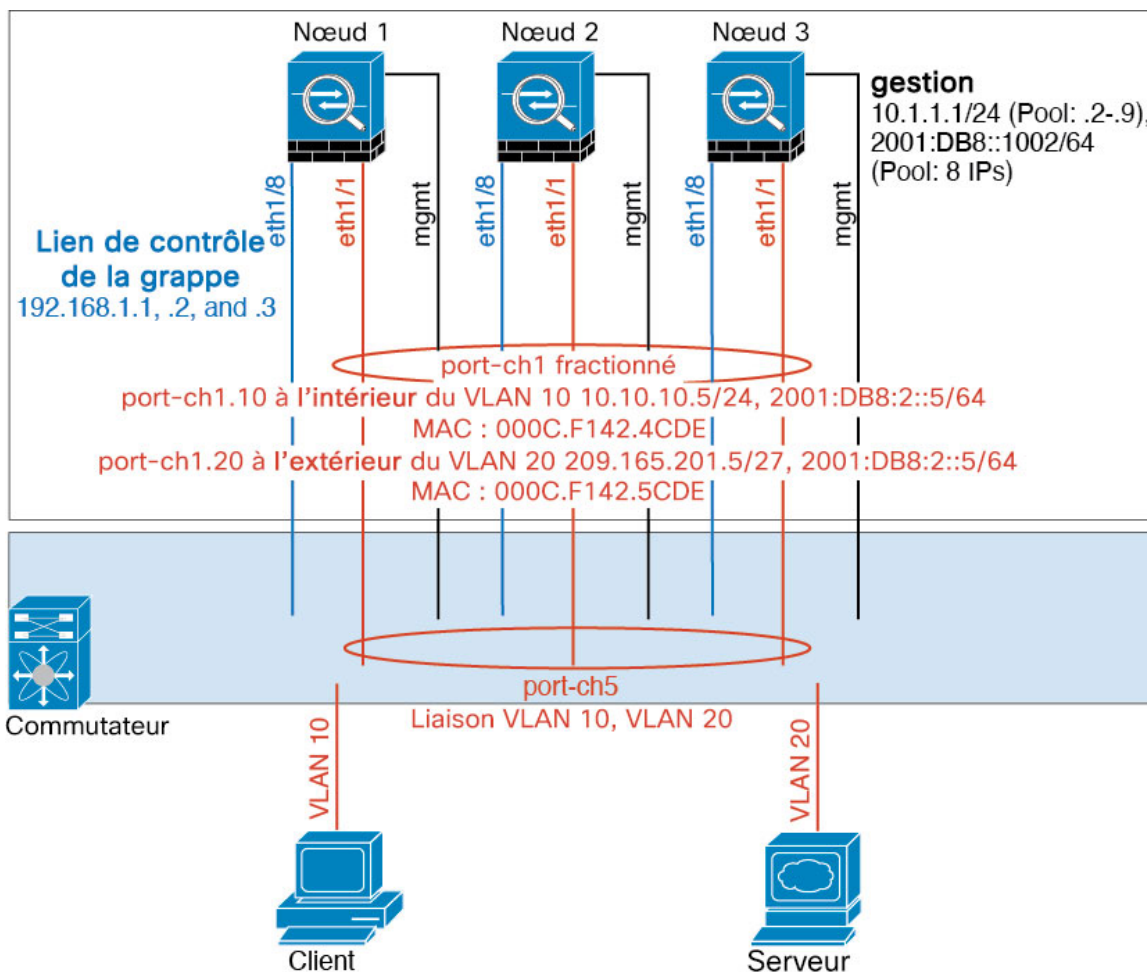 Nœud 1
Nœud 2
Nœud 3
gestion
10.1.1.1/24 (Pool: .2-.9),
2001:DB8::1002/64
(Pool: 8 IPs)
eth1/8
eth1/1
mgmt
eth1/8
eth1/1
mgmt
eth1/8
eth1/1
mgmt
Lien de contrôle
de la grappe
192.168.1.1, .2, and .3
port-ch1 fractionné
port-ch1.10 à l'intérieur du VLAN 10 10.10.10.5/24, 2001:DB8:2::5/64
MAC : 000C.F142.4CDE
port-ch1.20 à l'extérieur du VLAN 20 209.165.201.5/27, 2001:DB8:2::5/64
MAC : 000C.F142.5CDE
port-ch5
Commutateur
Liaison VLAN 10, VLAN 20
VLAN 10
VLAN 20
Client
Serveur